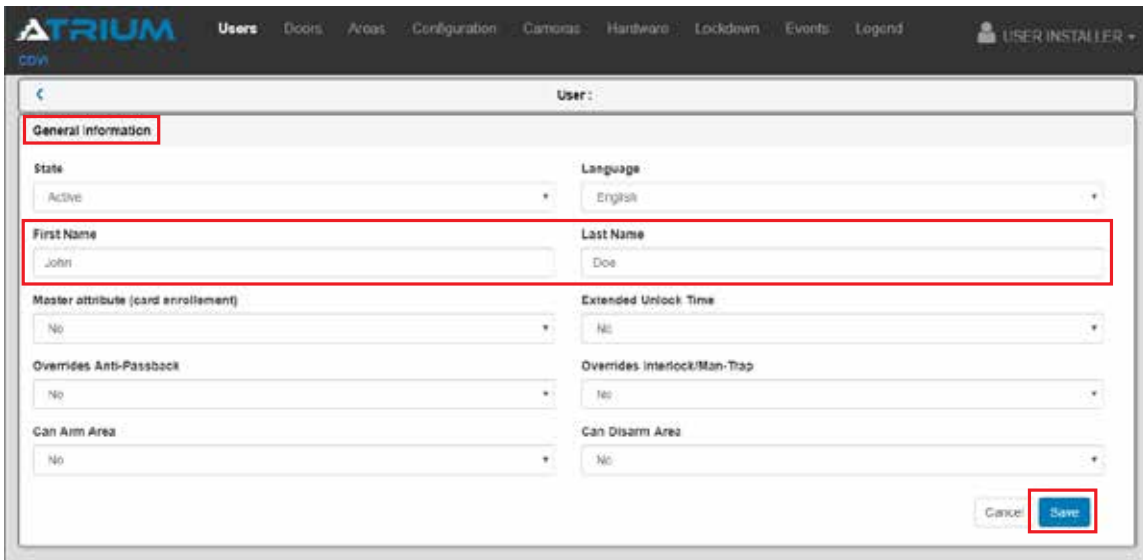 ATRIUM Users Doors Areas Configuration Cameras Hardware Lockdown Events Logend USER INSTALLER
CDVI
User :
General Information
State Language
Active English
First Name Last Name
John Doe
Master attribute (card enrollement) Extended Unlock Time
No No
Overrides Anti-Passback Overrides Interlock/Man-Trap
No No
Can Arm Area Can Disarm Area
No No
Cancel Save